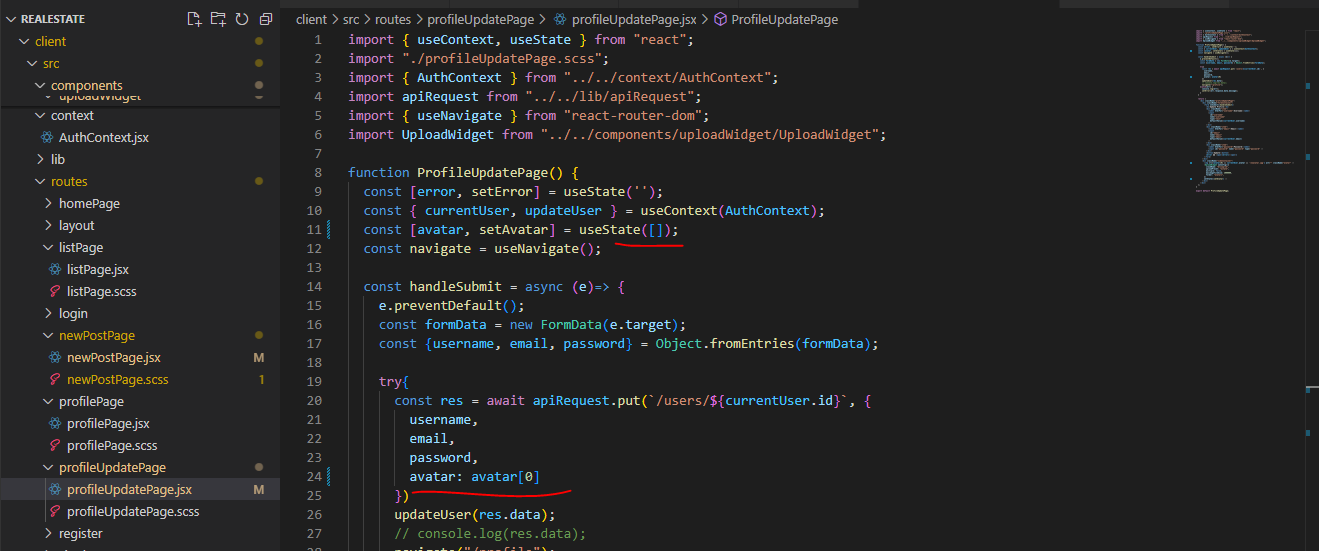 REALESTATE
client
src
components
uploadWidget
context
AuthContext.jsx
lib
routes
homePage
layout
listPage
listPage.jsx
listPage.scss
login
newPostPage
newPostPage.jsx M
newPostPage.scss 1
profilePage
profilePage.jsx
profilePage.scss
profileUpdatePage
profileUpdatePage.jsx M
profileUpdatePage.scss
register
client > src > routes > profileUpdatePage > profileUpdatePage.jsx > ProfileUpdatePage
1 import { useContext, useState } from "react";
2 import "./profileUpdatePage.scss";
3 import { AuthContext } from "../../context/AuthContext";
4 import apiRequest from "../../lib/apiRequest";
5 import { useNavigate } from "react-router-dom";
6 import UploadWidget from "../../components/uploadWidget/UploadWidget";
7
8 function ProfileUpdatePage() {
9 const [error, setError] = useState('');
10 const { currentUser, updateUser } = useContext(AuthContext);
11 const [avatar, setAvatar] = useState([]);
12 const navigate = useNavigate();
13
14 const handleSubmit = async (e)=> {
15 e.preventDefault();
16 const formData = new FormData(e.target);
17 const {username, email, password} = Object.fromEntries(formData);
18
19 try{
20 const res = await apiRequest.put(`/users/${currentUser.id}`, {
21 username,
22 email,
23 password,
24 avatar: avatar[0]
25 })
26 updateUser(res.data);
27 // console.log(res.data);
28 navigate("/profile");